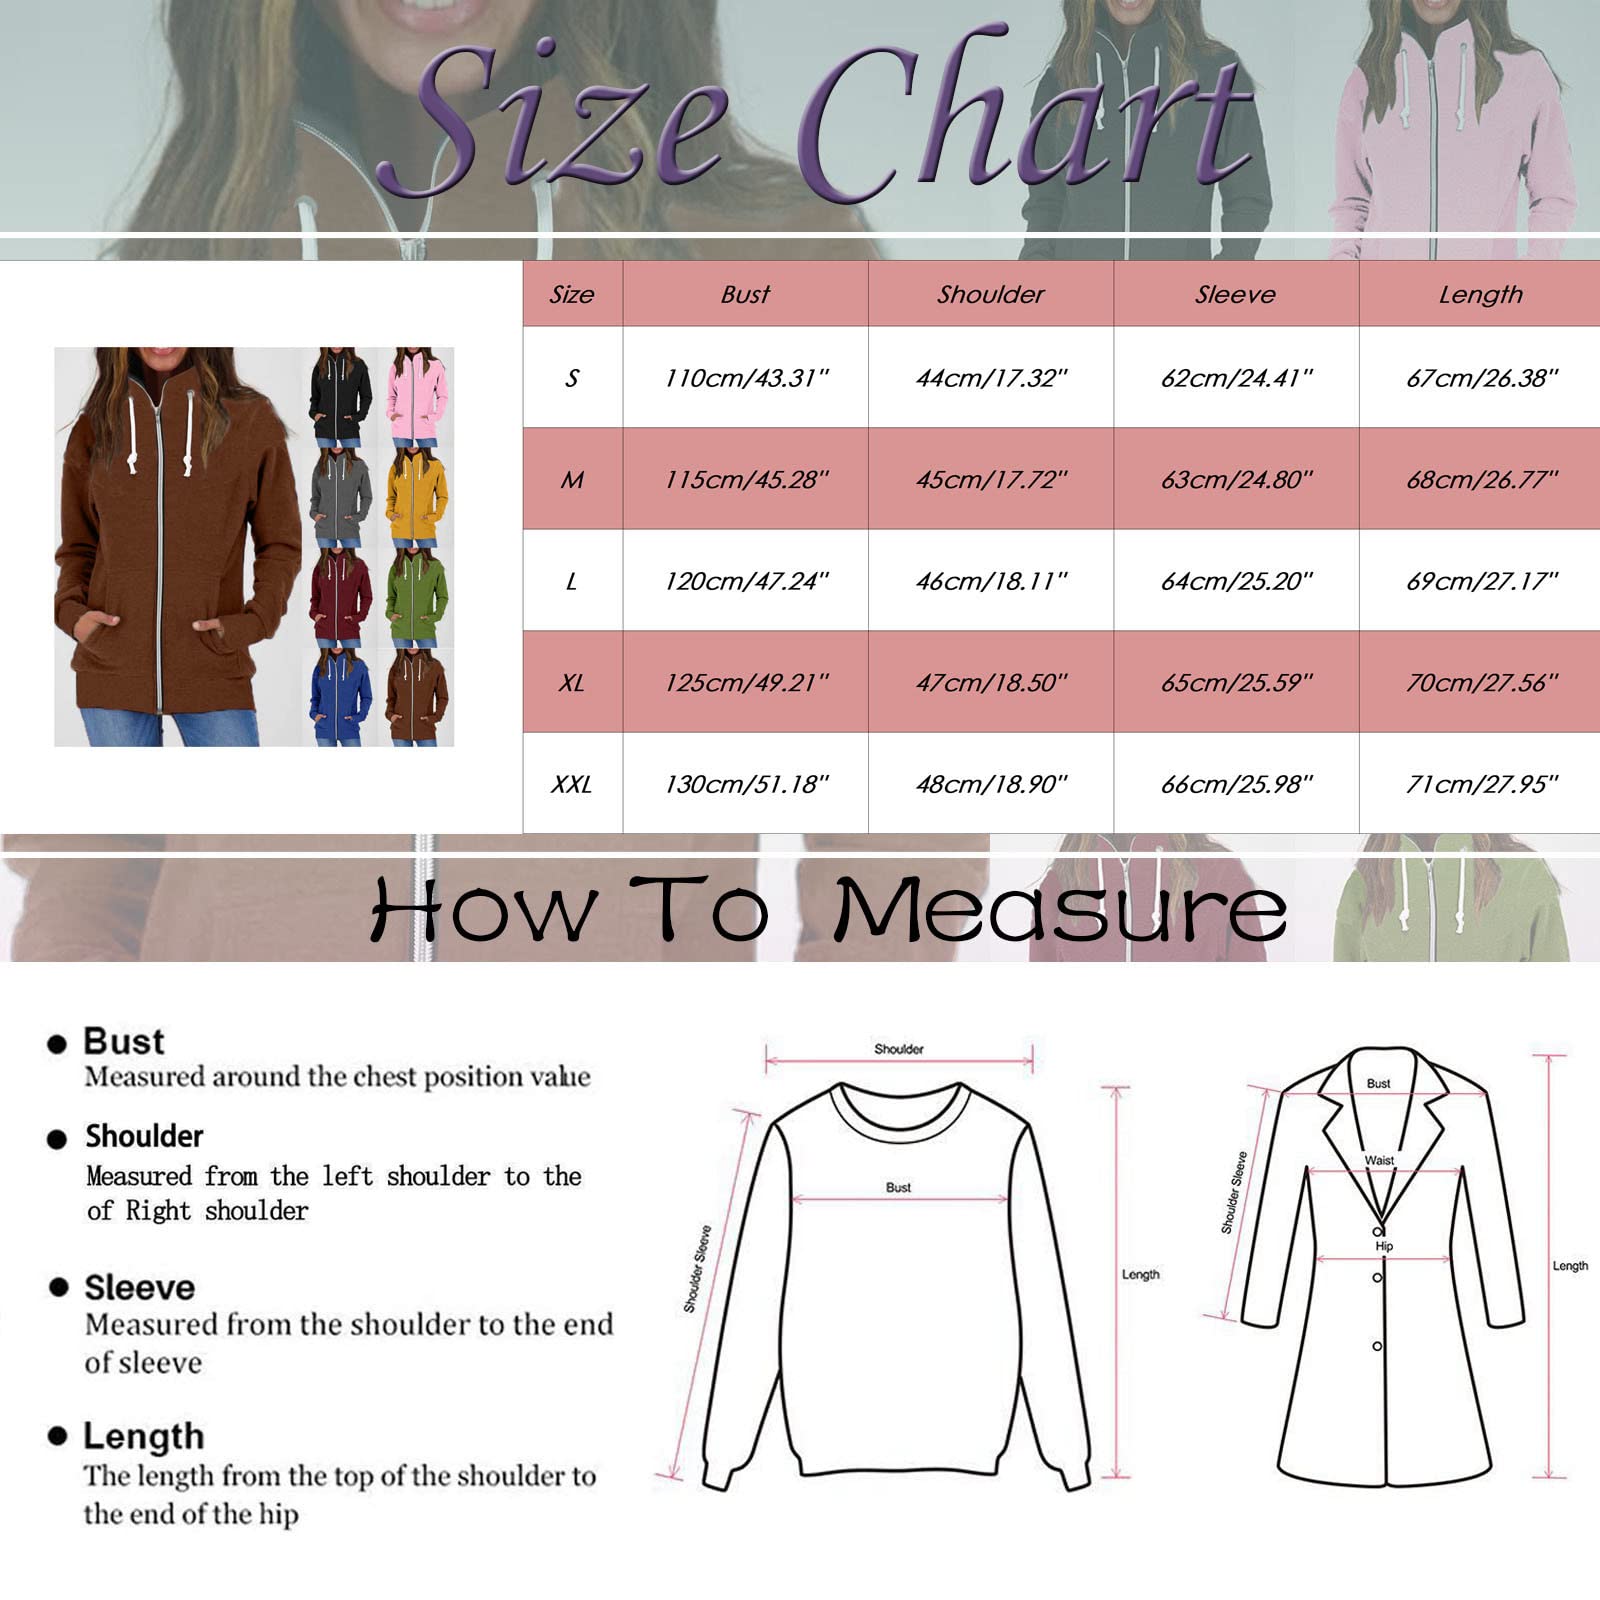 Size Chart
Size Bust Shoulder Sleeve Length
S 110cm/43.31" 44cm/17.32" 62cm/24.41" 67cm/26.38"
M 115cm/45.28" 45cm/17.72" 63cm/24.80" 68cm/26.77"
L 120cm/47.24" 46cm/18.11" 64cm/25.20" 69cm/27.17"
XL 125cm/49.21" 47cm/18.50" 65cm/25.59" 70cm/27.56"
XXL 130cm/51.18" 48cm/18.90" 66cm/25.98" 71cm/27.95"
How To Measure
● Bust
Measured around the chest position value
● Shoulder
Measured from the left shoulder to the
of Right shoulder
● Sleeve
Measured from the shoulder to the end
of sleeve
● Length
The length from the top of the shoulder to
the end of the hip
Shoulder
Bust
Shoulder Sleeve
Length
Bust
Waist
Shoulder Sleeve
Hip
Length